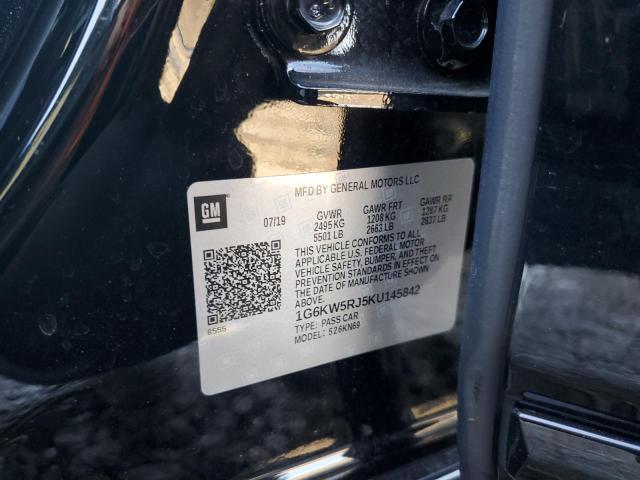 MFD BY GENERAL MOTORS LLC
GM
07/19 GVWR GAWR FRT GAWR RR
2495 KG 1208 KG 1287 KG
5501 LB 2663 LB 2837 LB
THIS VEHICLE CONFORMS TO ALL
APPLICABLE U.S. FEDERAL MOTOR
VEHICLE SAFETY, BUMPER, AND THEFT
PREVENTION STANDARDS IN EFFECT
ON THE DATE OF MANUFACTURE SHOWN
ABOVE.
1G6KW5RJ5KU145842
TYPE: PASS CAR
MODEL: 526KN69
8555